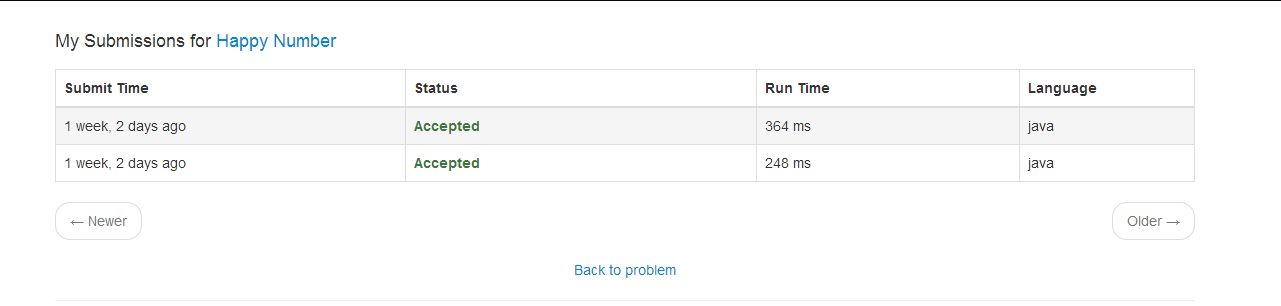 My Submissions for Happy Number
Submit Time Status Run Time Language
1 week, 2 days ago Accepted 364 ms java
1 week, 2 days ago Accepted 248 ms java
← Newer Older →
Back to problem